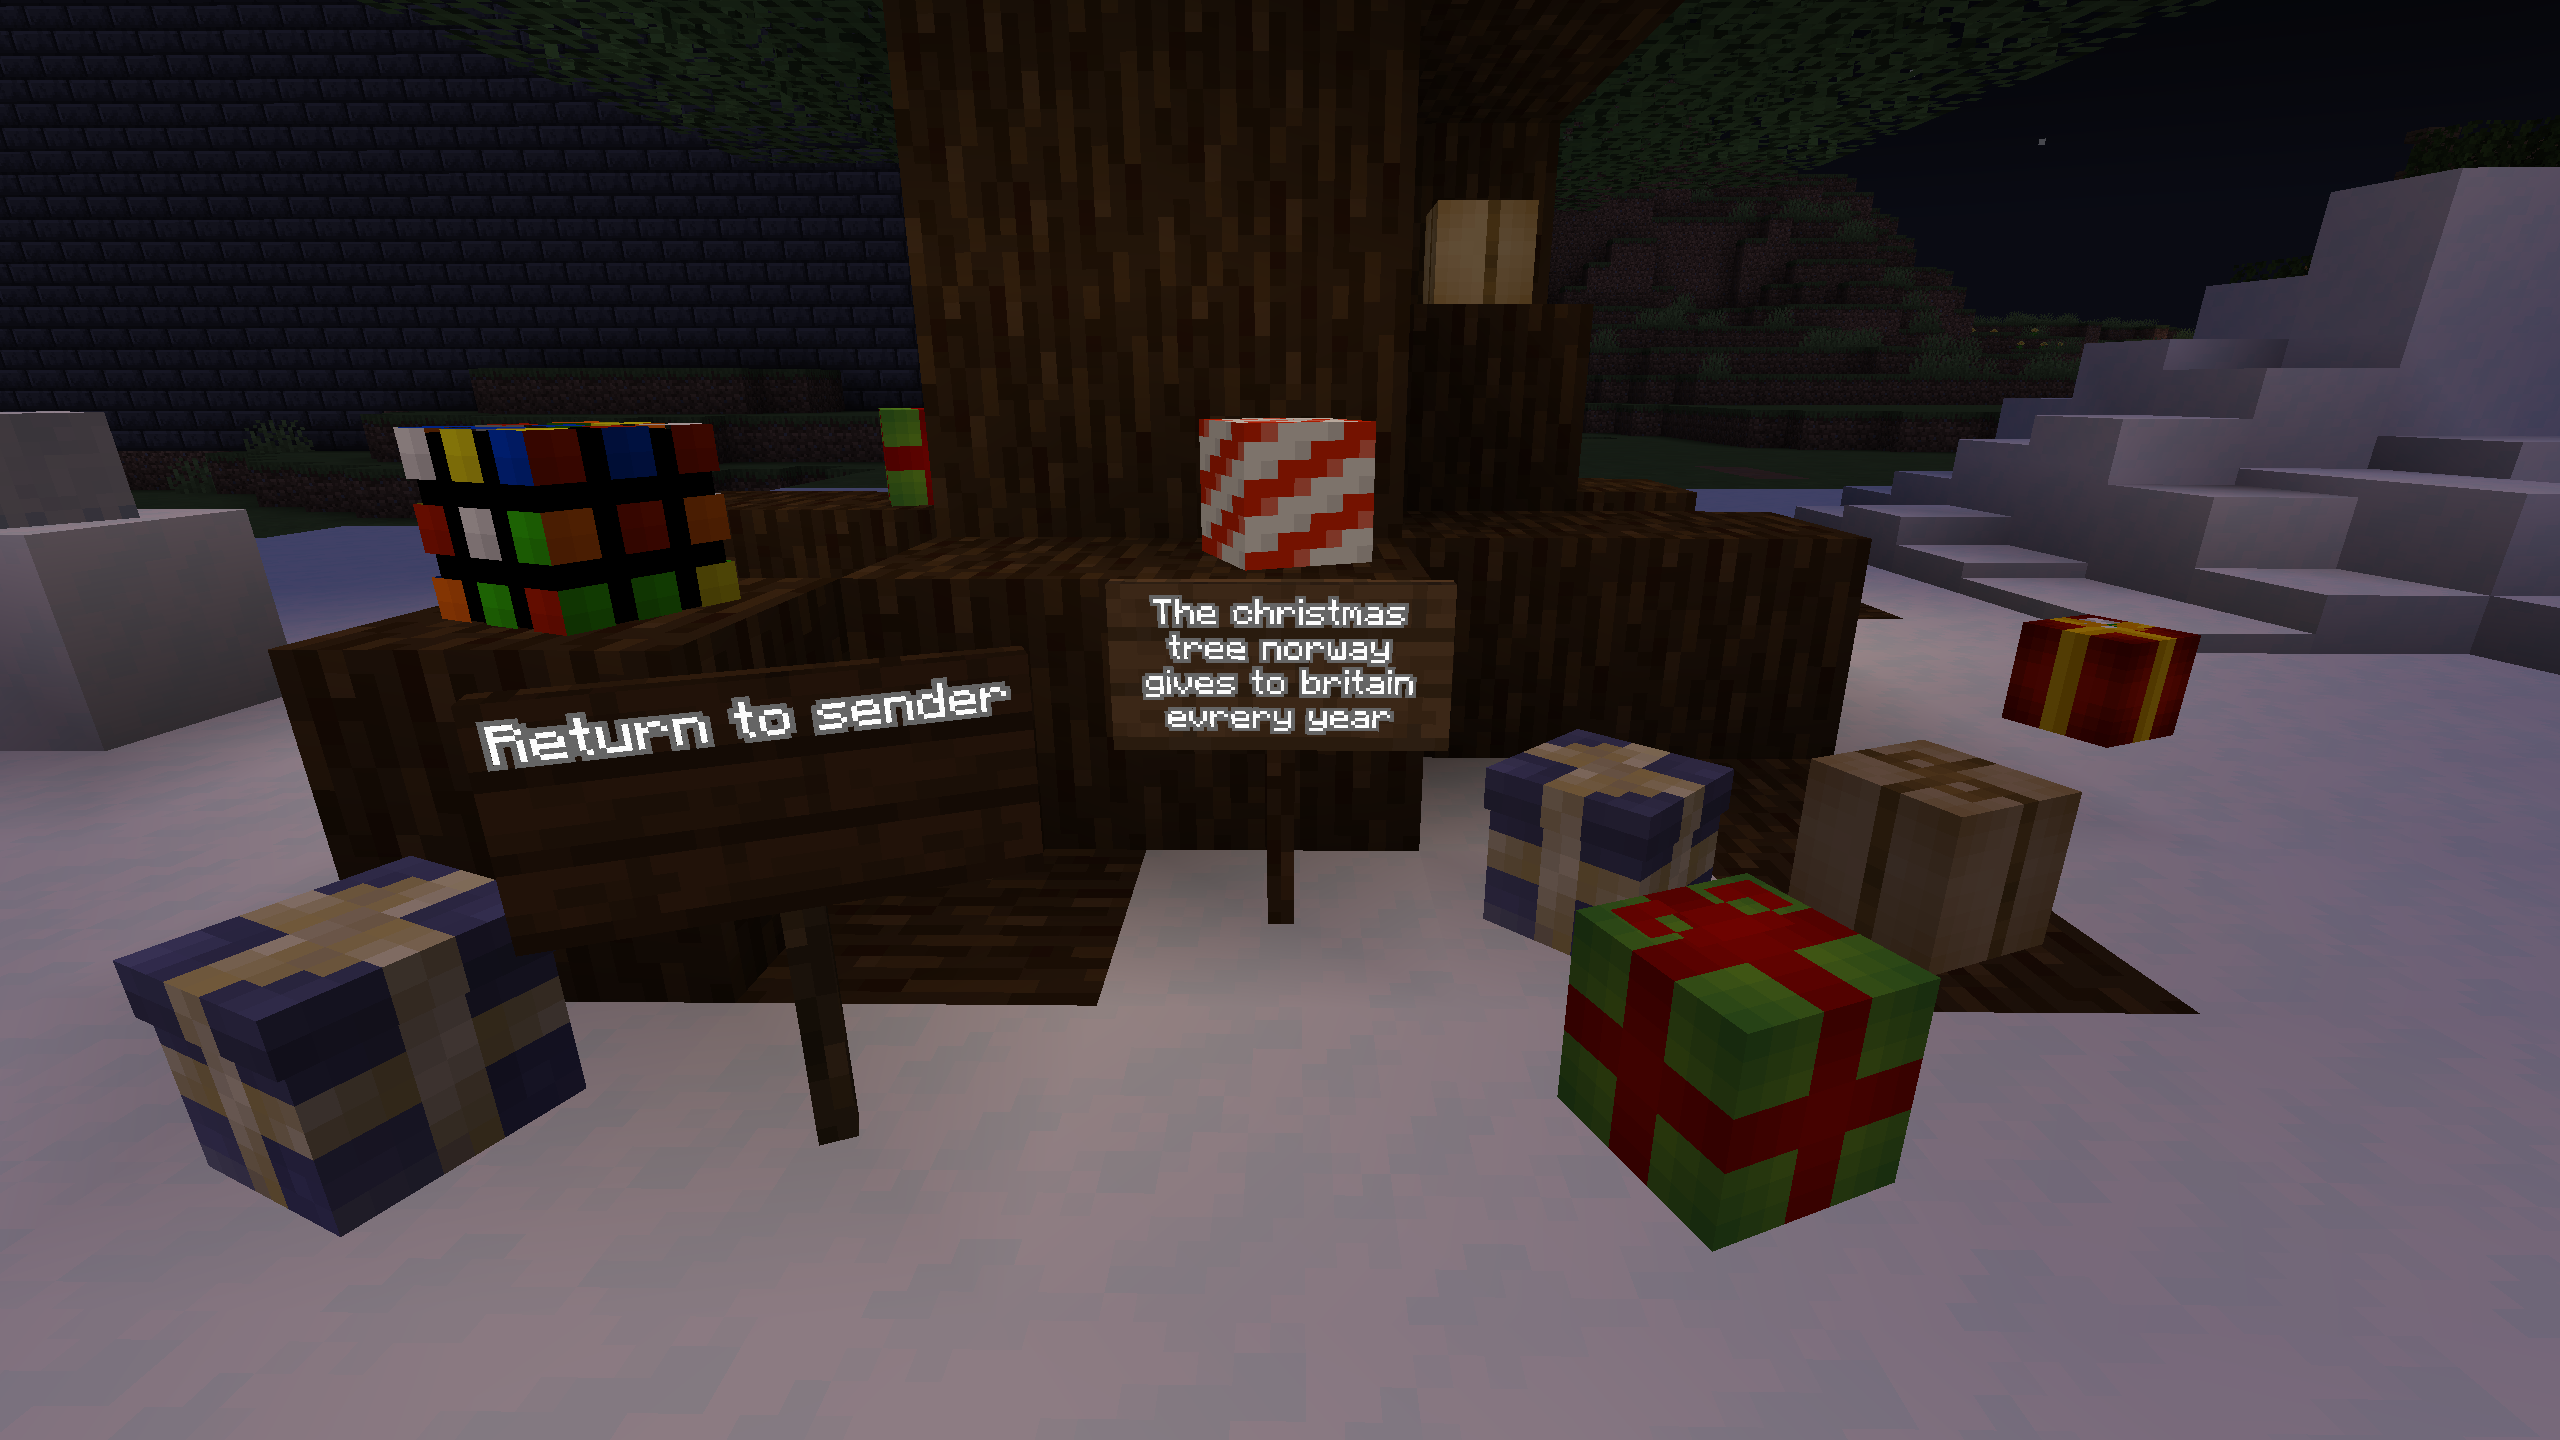 Return to sender
The christmas
tree norway
gives to britain
evrery year